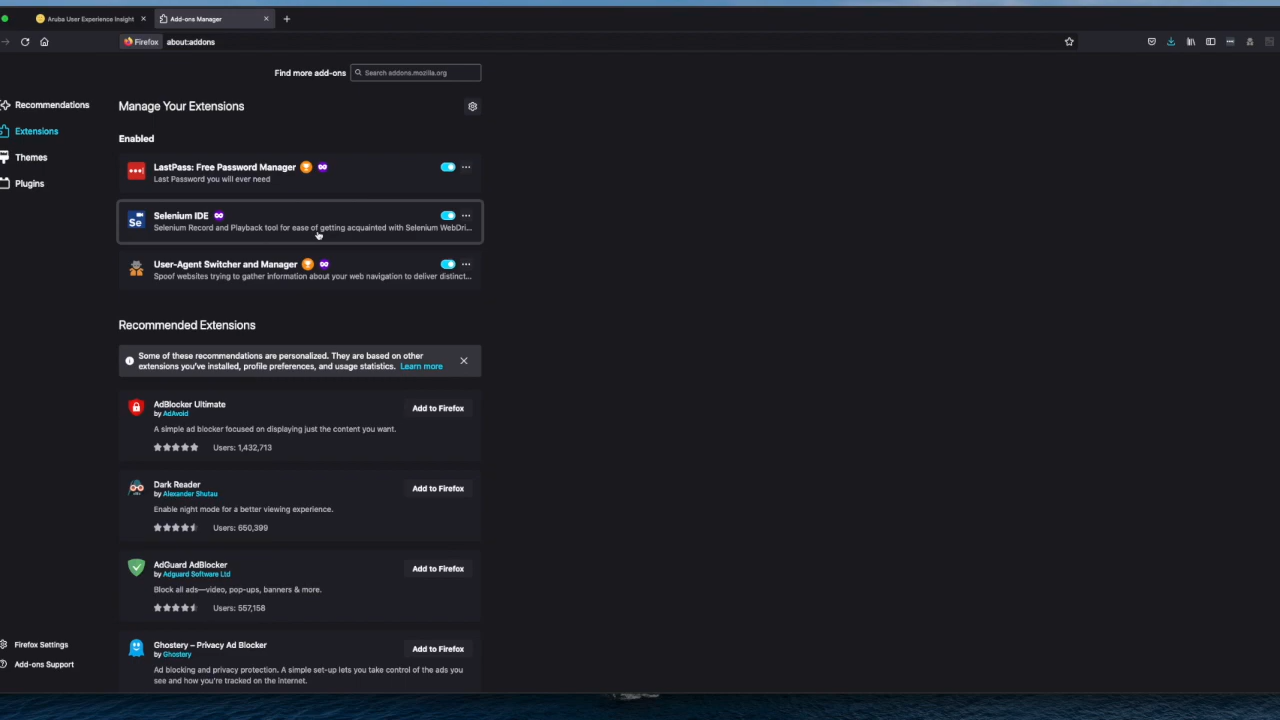 Aruba User Experience Insight
Add-ons Manager
Firefox
about:addons
Find more add-ons
Search addons.mozilla.org
Recommendations
Extensions
Themes
Plugins
Manage Your Extensions
Enabled
LastPass: Free Password Manager
Last Password you will ever need
Se
Selenium IDE
Selenium Record and Playback tool for ease of getting acquainted with Selenium WebDri...
User-Agent Switcher and Manager
Spoof websites trying to gather information about your web navigation to deliver distinct...
Recommended Extensions
Some of these recommendations are personalized. They are based on other
extensions you've installed, profile preferences, and usage statistics. Learn more
AdBlocker Ultimate
by AdAvoid
Add to Firefox
A simple ad blocker focused on displaying just the content you want.
Users: 1,432,713
Dark Reader
by Alexander Shutau
Add to Firefox
Enable night mode for a better viewing experience.
Users: 650,399
AdGuard AdBlocker
by Adguard Software Ltd
Add to Firefox
Block all ads—video, pop-ups, banners & more.
Users: 557,158
Ghostery – Privacy Ad Blocker
by Ghostery
Add to Firefox
Ad blocking and privacy protection. A simple set-up lets you take control of the ads you
see and how you're tracked on the internet.
Firefox Settings
Add-ons Support